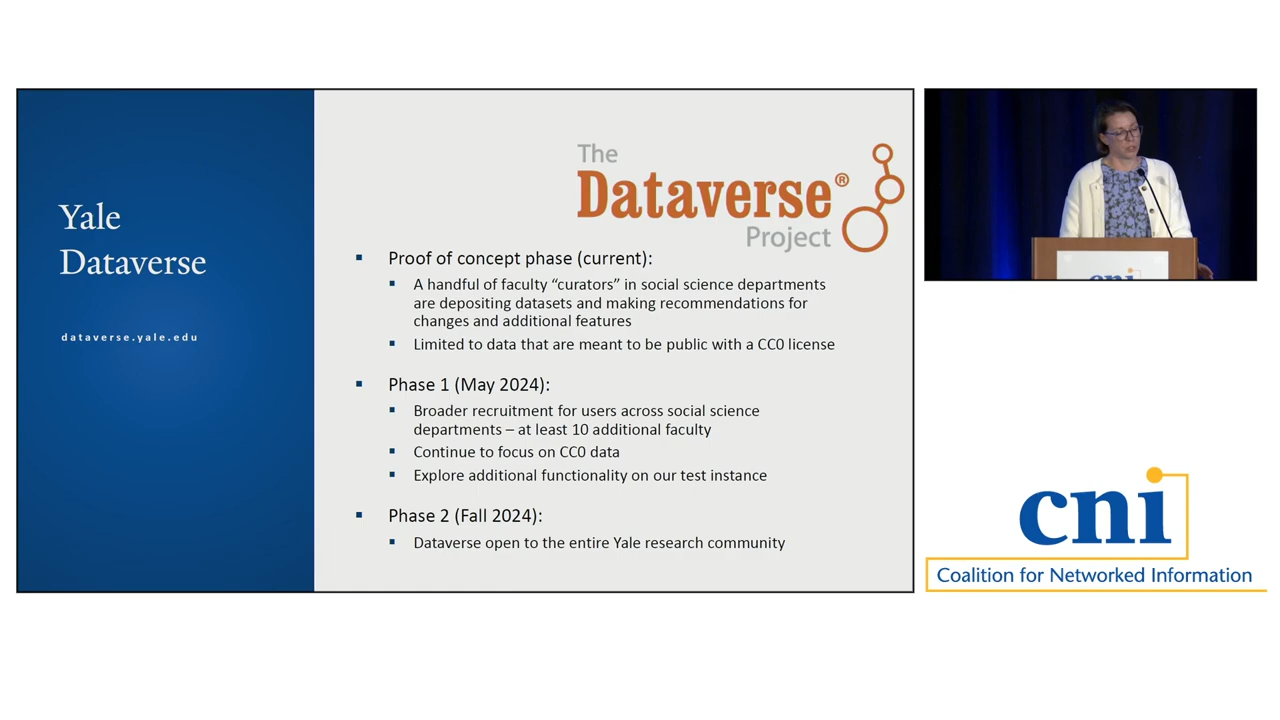 Yale
Dataverse
dataverse.yale.edu
The
Dataverse®
Project
▪ Proof of concept phase (current):
▪ A handful of faculty “curators” in social science departments
are depositing datasets and making recommendations for
changes and additional features
▪ Limited to data that are meant to be public with a CC0 license
▪ Phase 1 (May 2024):
▪ Broader recruitment for users across social science
departments – at least 10 additional faculty
▪ Continue to focus on CC0 data
▪ Explore additional functionality on our test instance
▪ Phase 2 (Fall 2024):
▪ Dataverse open to the entire Yale research community
cni
cni
Coalition for Networked Information